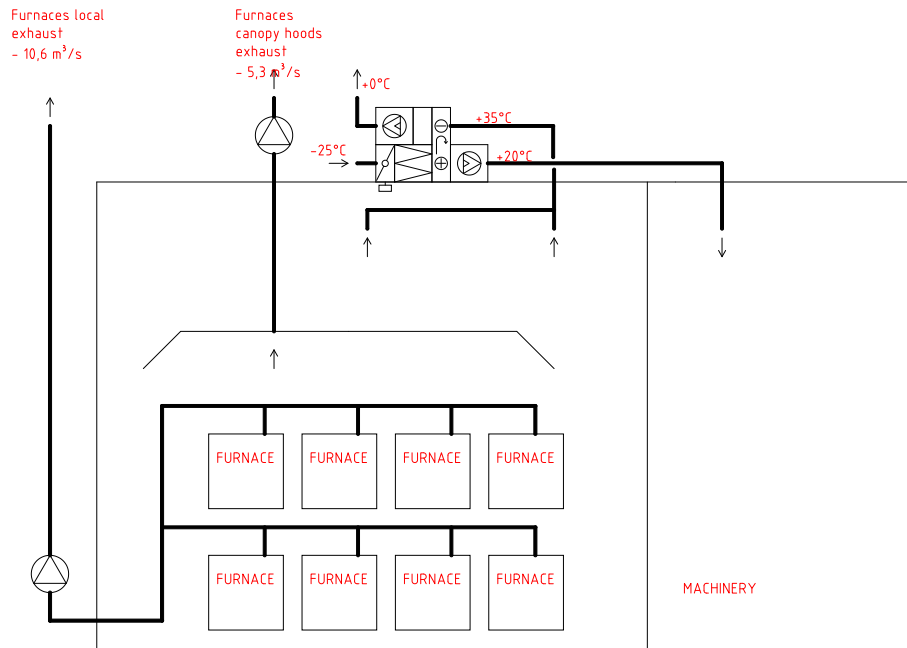 Furnaces local
exhaust
- 10,6 m³/s
Furnaces
canopy hoods
exhaust
- 5,3 m³/s
+0°C
+35°C
-25°C
+20°C
FURNACE
FURNACE
FURNACE
FURNACE
FURNACE
FURNACE
FURNACE
FURNACE
MACHINERY